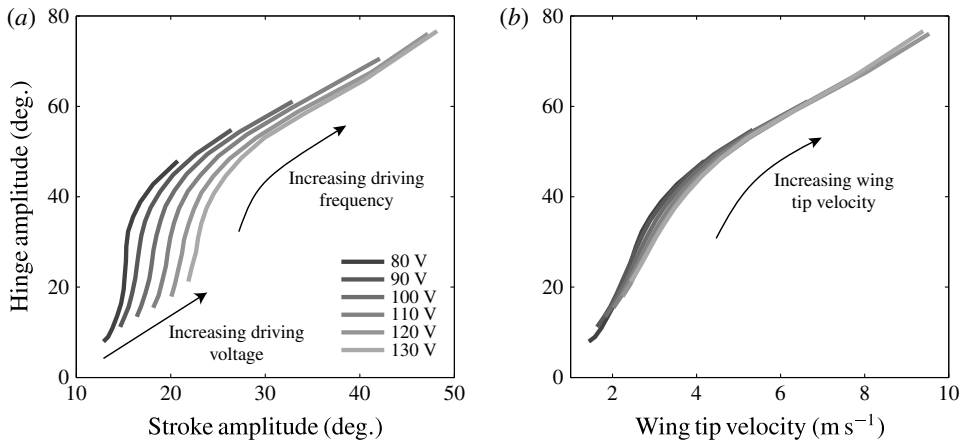 (a)
80
60
40
20
0
Hinge amplitude (deg.)
10 20 30 40 50
Stroke amplitude (deg.)
Increasing driving
frequency
Increasing driving
voltage
80 V
90 V
100 V
110 V
120 V
130 V
(b)
80
60
40
20
0
2 4 6 8 10
Wing tip velocity (m s⁻¹)
Increasing wing
tip velocity